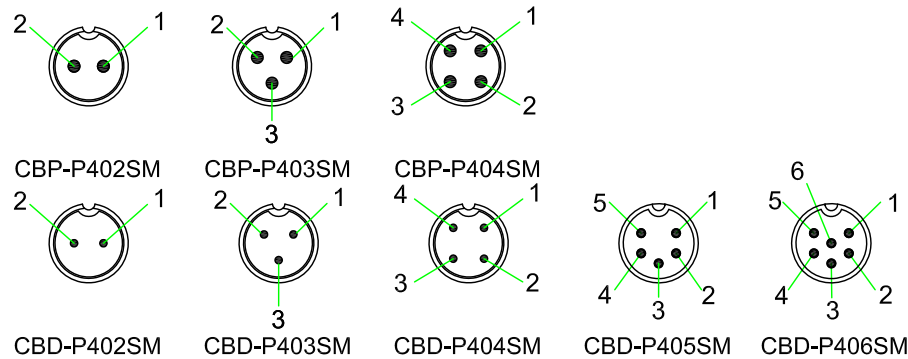 2 1 2 1 4 1
3 2
3
CBP-P402SM CBP-P403SM CBP-P404SM
6
2 1 2 1 4 1 5 1 5 1
3 2 4 2 4 2
3 3 3
CBD-P402SM CBD-P403SM CBD-P404SM CBD-P405SM CBD-P406SM